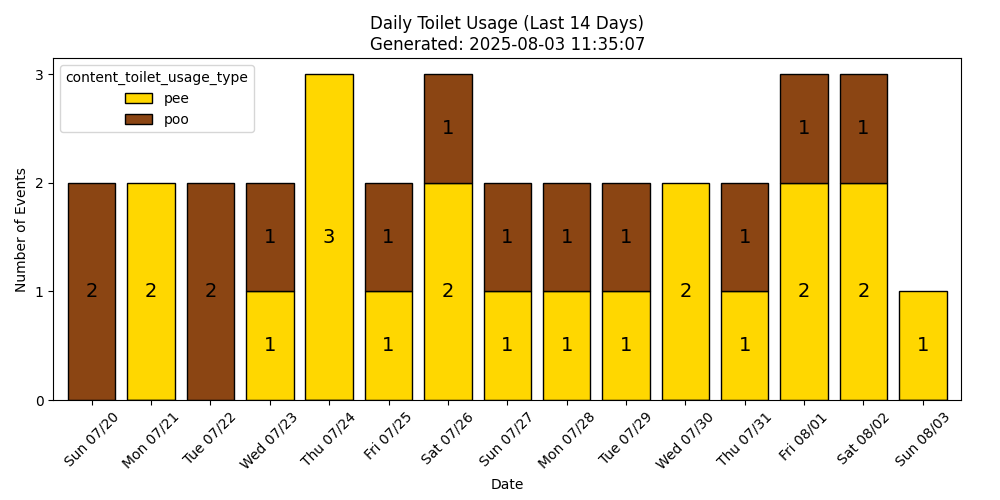 Daily Toilet Usage (Last 14 Days)
Generated: 2025-08-03 11:35:07
content_toilet_usage_type
pee
poo
Number of Events
3
2
1
0
2
2
2
1
1
3
1
1
1
2
1
1
1
1
1
1
2
1
1
1
2
1
2
1
Sun 07/20
Mon 07/21
Tue 07/22
Wed 07/23
Thu 07/24
Fri 07/25
Sat 07/26
Sun 07/27
Mon 07/28
Tue 07/29
Wed 07/30
Thu 07/31
Fri 08/01
Sat 08/02
Sun 08/03
Date